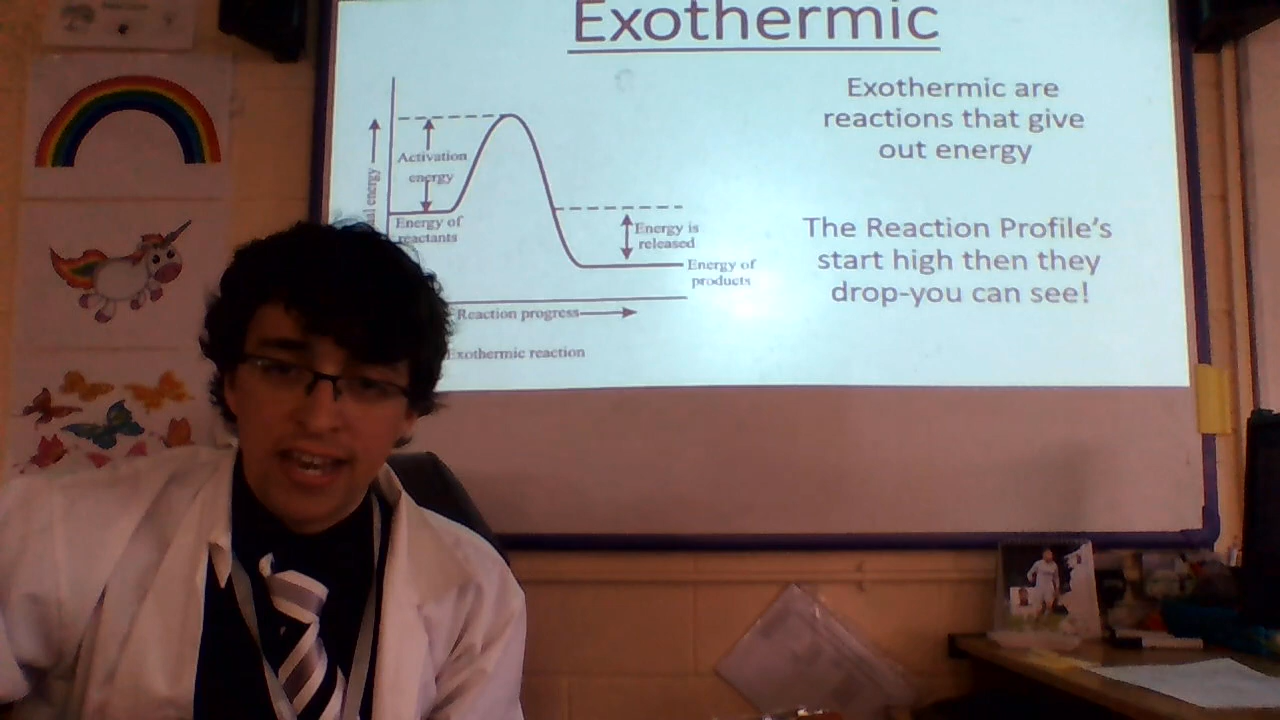 Exothermic
Exothermic are
reactions that give
out energy
The Reaction Profile's
start high then they
drop-you can see!
Activation
energy
energy
Energy of
reactants
Energy is
released
Energy of
products
Reaction progress
Exothermic reaction